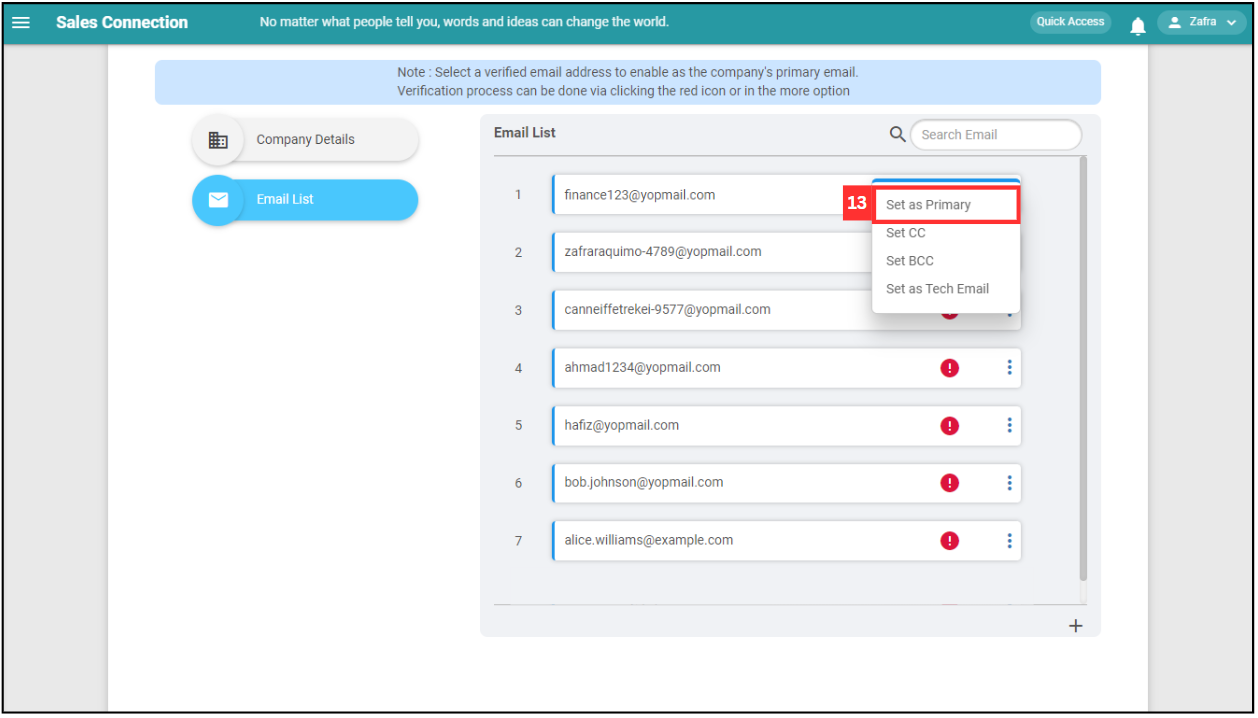 Sales Connection
No matter what people tell you, words and ideas can change the world.
Quick Access
Zafra
Note : Select a verified email address to enable as the company's primary email.
Verification process can be done via clicking the red icon or in the more option
Company Details
Email List
Email List
Search Email
1 finance123@yopmail.com
13 Set as Primary
Set CC
Set BCC
Set as Tech Email
2 zafraraquimo-4789@yopmail.com
3 canneiffetrekei-9577@yopmail.com
4 ahmad1234@yopmail.com
5 hafiz@yopmail.com
6 bob.johnson@yopmail.com
7 alice.williams@example.com